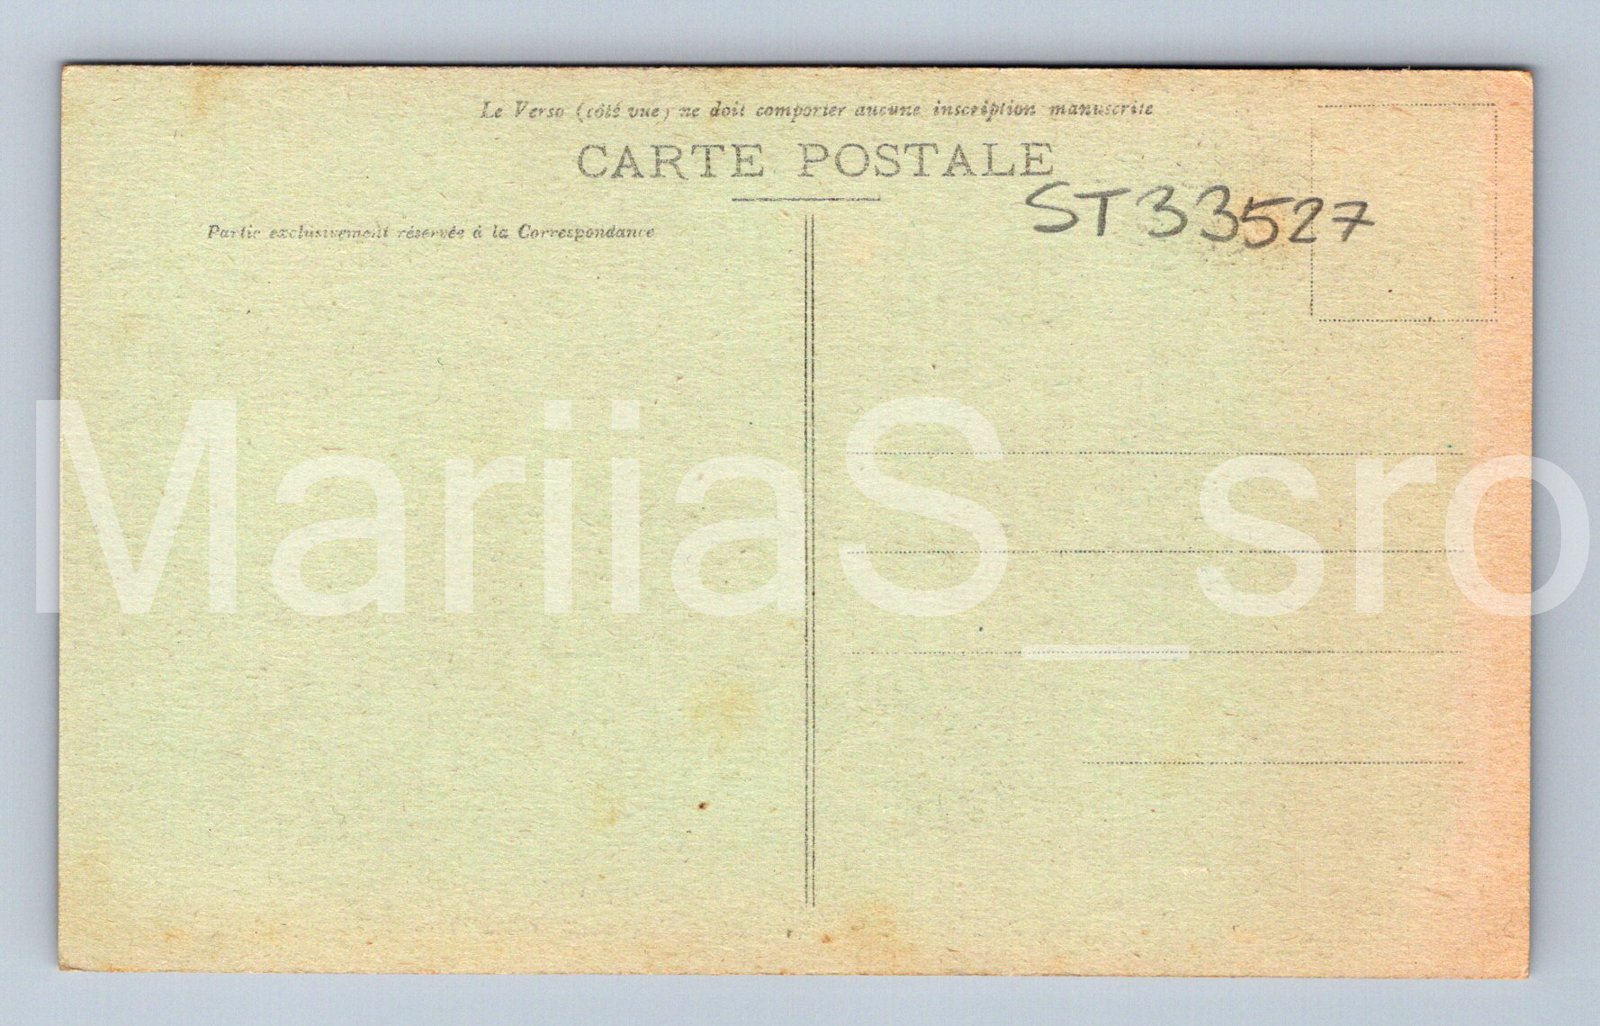 Le Verso (côté vue) ne doit comporter aucune inscription manuscrite
CARTE POSTALE
ST33527
Partie exclusivement réservée à la Correspondance
MariiaS_sro